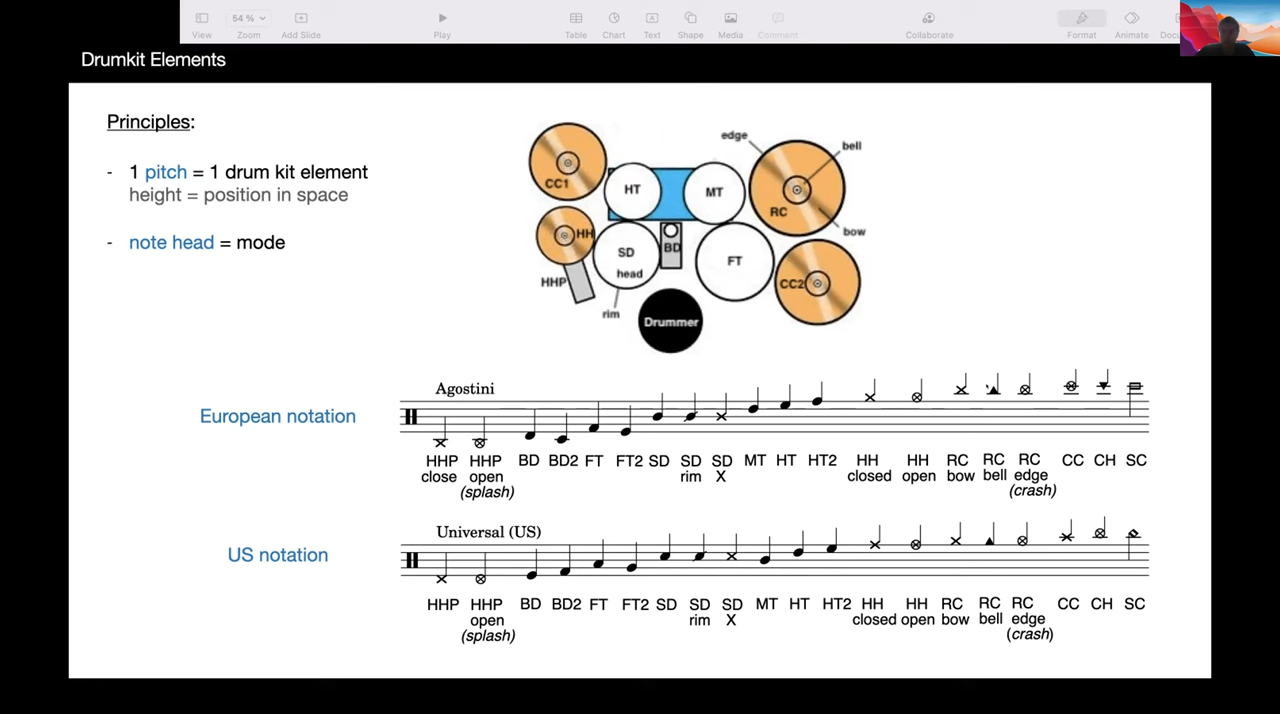 54 %
View Zoom Add Slide Play Table Chart Text Shape Media Comment Collaborate Format Animate
Drumkit Elements
Principles:
- 1 pitch = 1 drum kit element
height = position in space
- note head = mode
edge
bell
CC1
HT
MT
RC
bow
HH
SD
head
BD
FT
CC2
HHP
rim
Drummer
European notation
Agostini
HHP HHP BD BD2 FT FT2 SD SD SD MT HT HT2 HH HH RC RC RC CC CH SC
close open rim X closed open bow bell edge
(splash) (crash)
US notation
Universal (US)
HHP HHP BD BD2 FT FT2 SD SD SD MT HT HT2 HH HH RC RC RC CC CH SC
open rim X closed open bow bell edge
(splash) (crash)